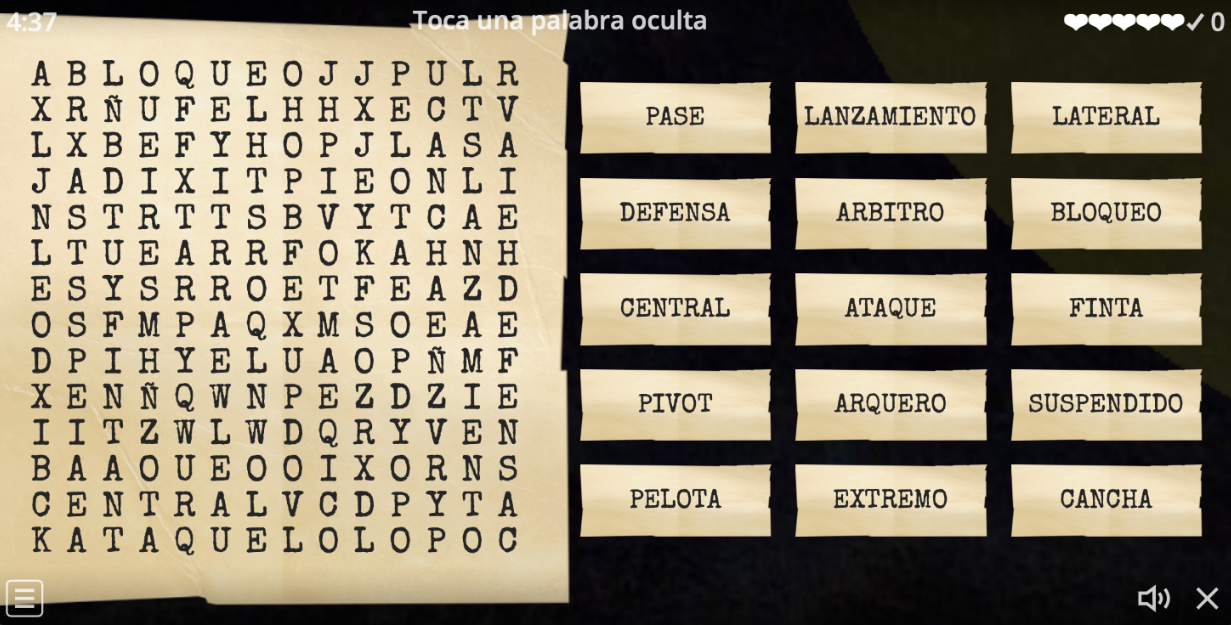 4:37
Toca una palabra oculta
✓ 0
A B L O Q U E O J J P U L R
X R Ñ U F E L H H X E C T V
L X B E F Y H O P J L A S A
J A D I X I T P I E O N L I
N S T R T T S B V Y T C A E
L T U E A R R F O K A H N H
E S Y S R R O E T F E A Z D
O S F M P A Q X M S O E A E
D P I H Y E L U A O P Ñ M F
X E N Ñ Q W N P E Z D Z I E
I I T Z W L W D Q R Y V E N
B A A O U E O O I X O R N S
C E N T R A L V C D P Y T A
K A T A Q U E L O L O P O C
PASE
LANZAMIENTO
LATERAL
DEFENSA
ARBITRO
BLOQUEO
CENTRAL
ATAQUE
FINTA
PIVOT
ARQUERO
SUSPENDIDO
PELOTA
EXTREMO
CANCHA